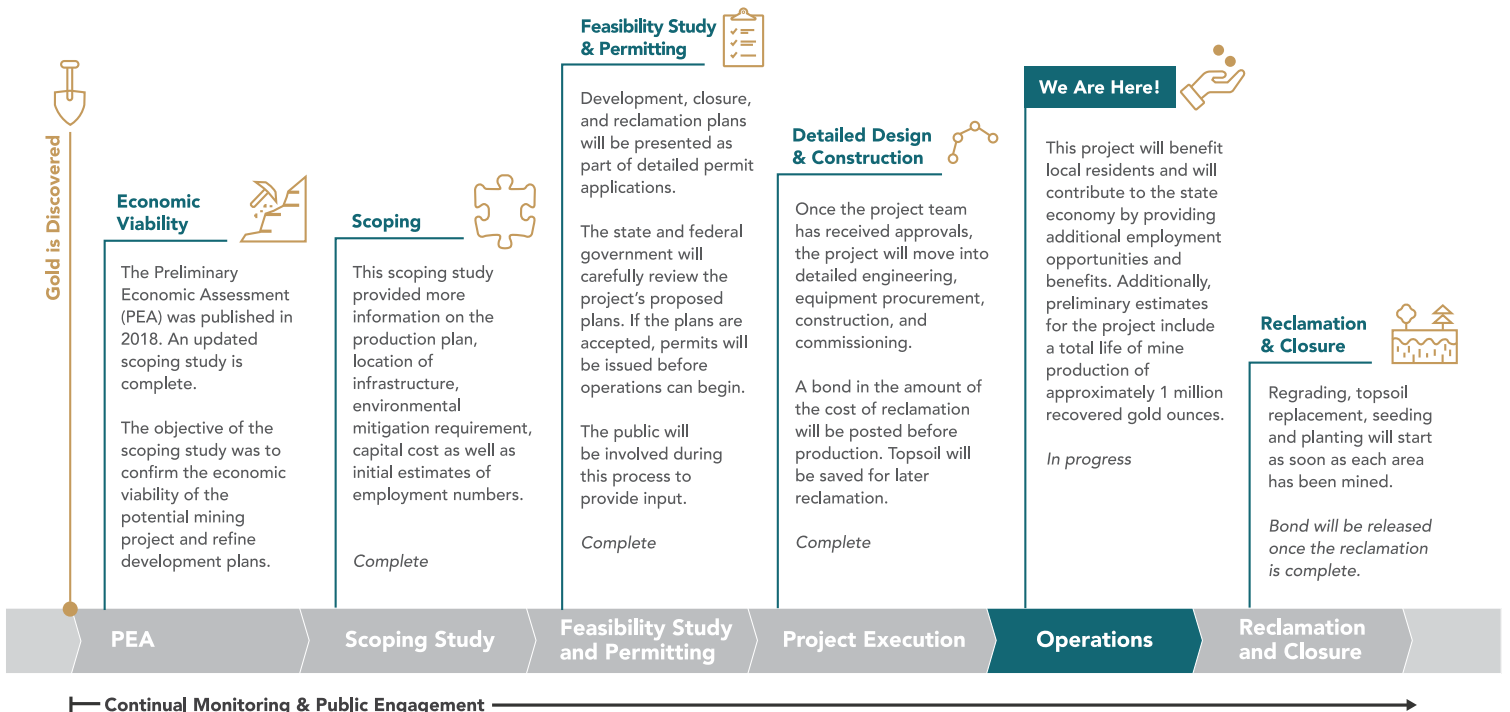 Gold is Discovered
Economic
Viability
The Preliminary
Economic Assessment
(PEA) was published in
2018. An updated
scoping study is
complete.
The objective of the
scoping study was to
confirm the economic
viability of the
potential mining
project and refine
development plans.
Scoping
This scoping study
provided more
information on the
production plan,
location of
infrastructure,
environmental
mitigation requirement,
capital cost as well as
initial estimates of
employment numbers.
Complete
Feasibility Study
& Permitting
Development, closure,
and reclamation plans
will be presented as
part of detailed permit
applications.
The state and federal
government will
carefully review the
project's proposed
plans. If the plans are
accepted, permits will
be issued before
operations can begin.
The public will
be involved during
this process to
provide input.
Complete
Detailed Design
& Construction
Once the project team
has received approvals,
the project will move into
detailed engineering,
equipment procurement,
construction, and
commissioning.
A bond in the amount of
the cost of reclamation
will be posted before
production. Topsoil will
be saved for later
reclamation.
Complete
We Are Here!
This project will benefit
local residents and will
contribute to the state
economy by providing
additional employment
opportunities and
benefits. Additionally,
preliminary estimates
for the project include
a total life of mine
production of
approximately 1 million
recovered gold ounces.
In progress
Reclamation
& Closure
Regrading, topsoil
replacement, seeding
and planting will start
as soon as each area
has been mined.
Bond will be released
once the reclamation
is complete.
PEA
Scoping Study
Feasibility Study
and Permitting
Project Execution
Operations
Reclamation
and Closure
Continual Monitoring & Public Engagement